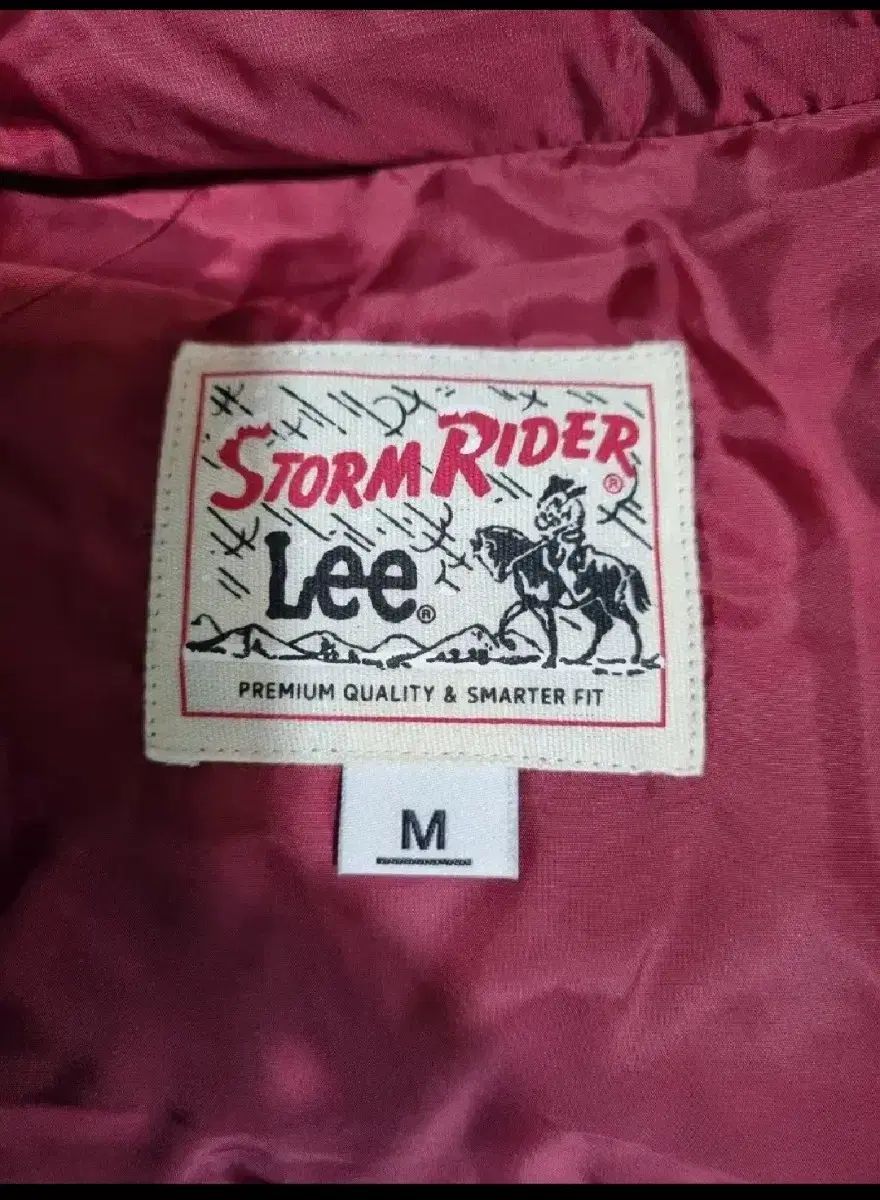 STORM RIDER ®
Lee ®
PREMIUM QUALITY & SMARTER FIT
M